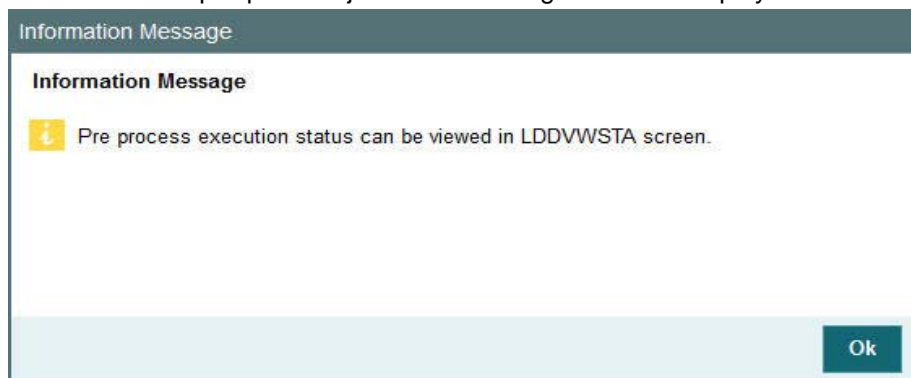 Information Message
Information Message
Pre process execution status can be viewed in LDDVWSTA screen.
Ok